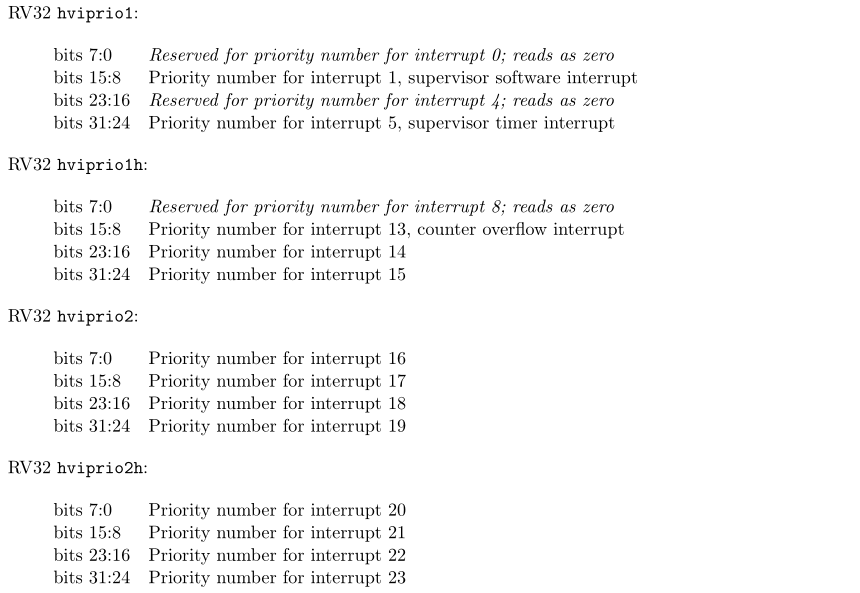 RV32 hviprio1:
bits 7:0 Reserved for priority number for interrupt 0; reads as zero
bits 15:8 Priority number for interrupt 1, supervisor software interrupt
bits 23:16 Reserved for priority number for interrupt 4; reads as zero
bits 31:24 Priority number for interrupt 5, supervisor timer interrupt
RV32 hviprio1h:
bits 7:0 Reserved for priority number for interrupt 8; reads as zero
bits 15:8 Priority number for interrupt 13, counter overflow interrupt
bits 23:16 Priority number for interrupt 14
bits 31:24 Priority number for interrupt 15
RV32 hviprio2:
bits 7:0 Priority number for interrupt 16
bits 15:8 Priority number for interrupt 17
bits 23:16 Priority number for interrupt 18
bits 31:24 Priority number for interrupt 19
RV32 hviprio2h:
bits 7:0 Priority number for interrupt 20
bits 15:8 Priority number for interrupt 21
bits 23:16 Priority number for interrupt 22
bits 31:24 Priority number for interrupt 23